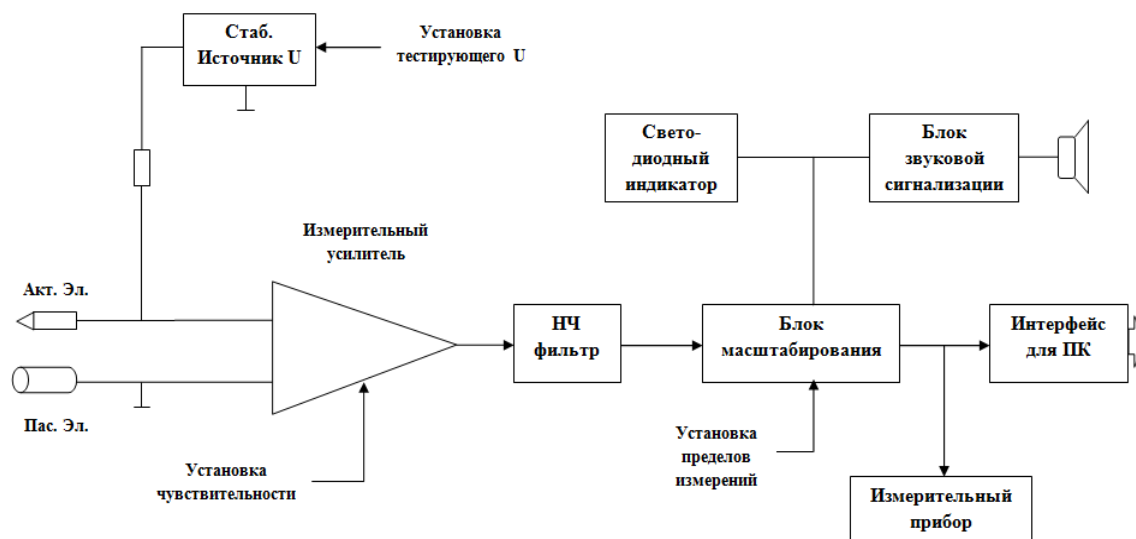 Стаб.
Источник U
Установка
тестирующего U
Свето-
диодный
индикатор
Блок
звуковой
сигнализации
Измерительный
усилитель
Акт. Эл.
НЧ
фильтр
Блок
масштабирования
Интерфейс
для ПК
Пас. Эл.
Установка
чувствительности
Установка
пределов
измерений
Измерительный
прибор